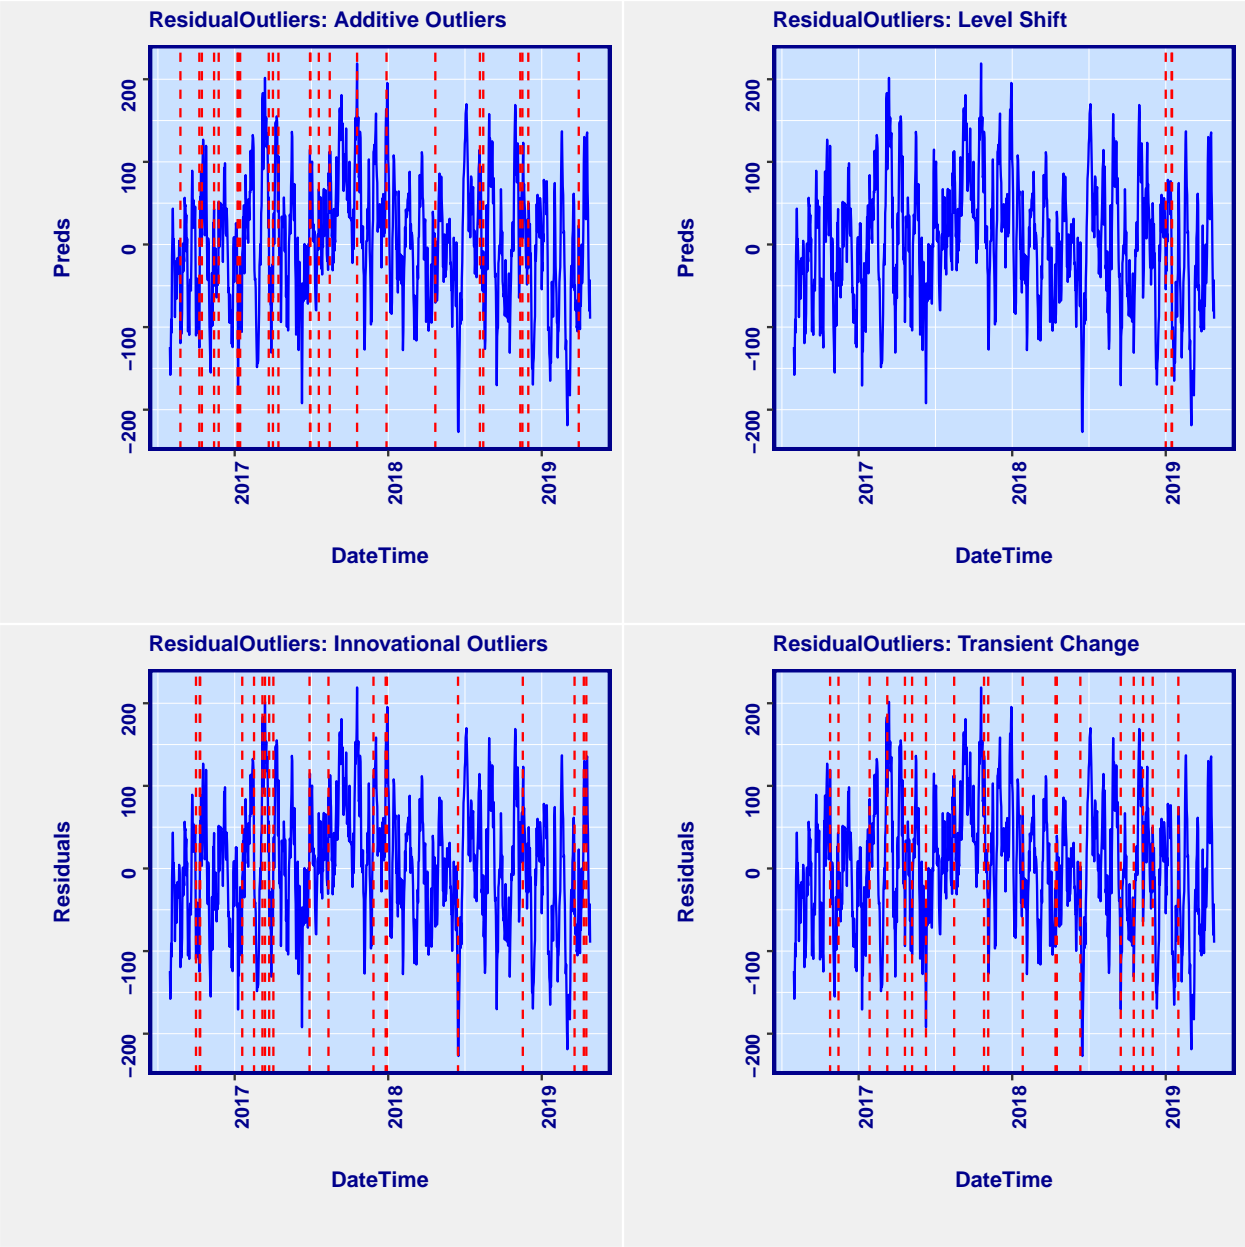 ResidualOutliers: Additive Outliers
Preds
200
100
0
−100
−200
2017
2018
2019
DateTime
ResidualOutliers: Level Shift
Preds
200
100
0
−100
−200
2017
2018
2019
DateTime
ResidualOutliers: Innovational Outliers
Residuals
200
100
0
−100
−200
2017
2018
2019
DateTime
ResidualOutliers: Transient Change
Residuals
200
100
0
−100
−200
2017
2018
2019
DateTime